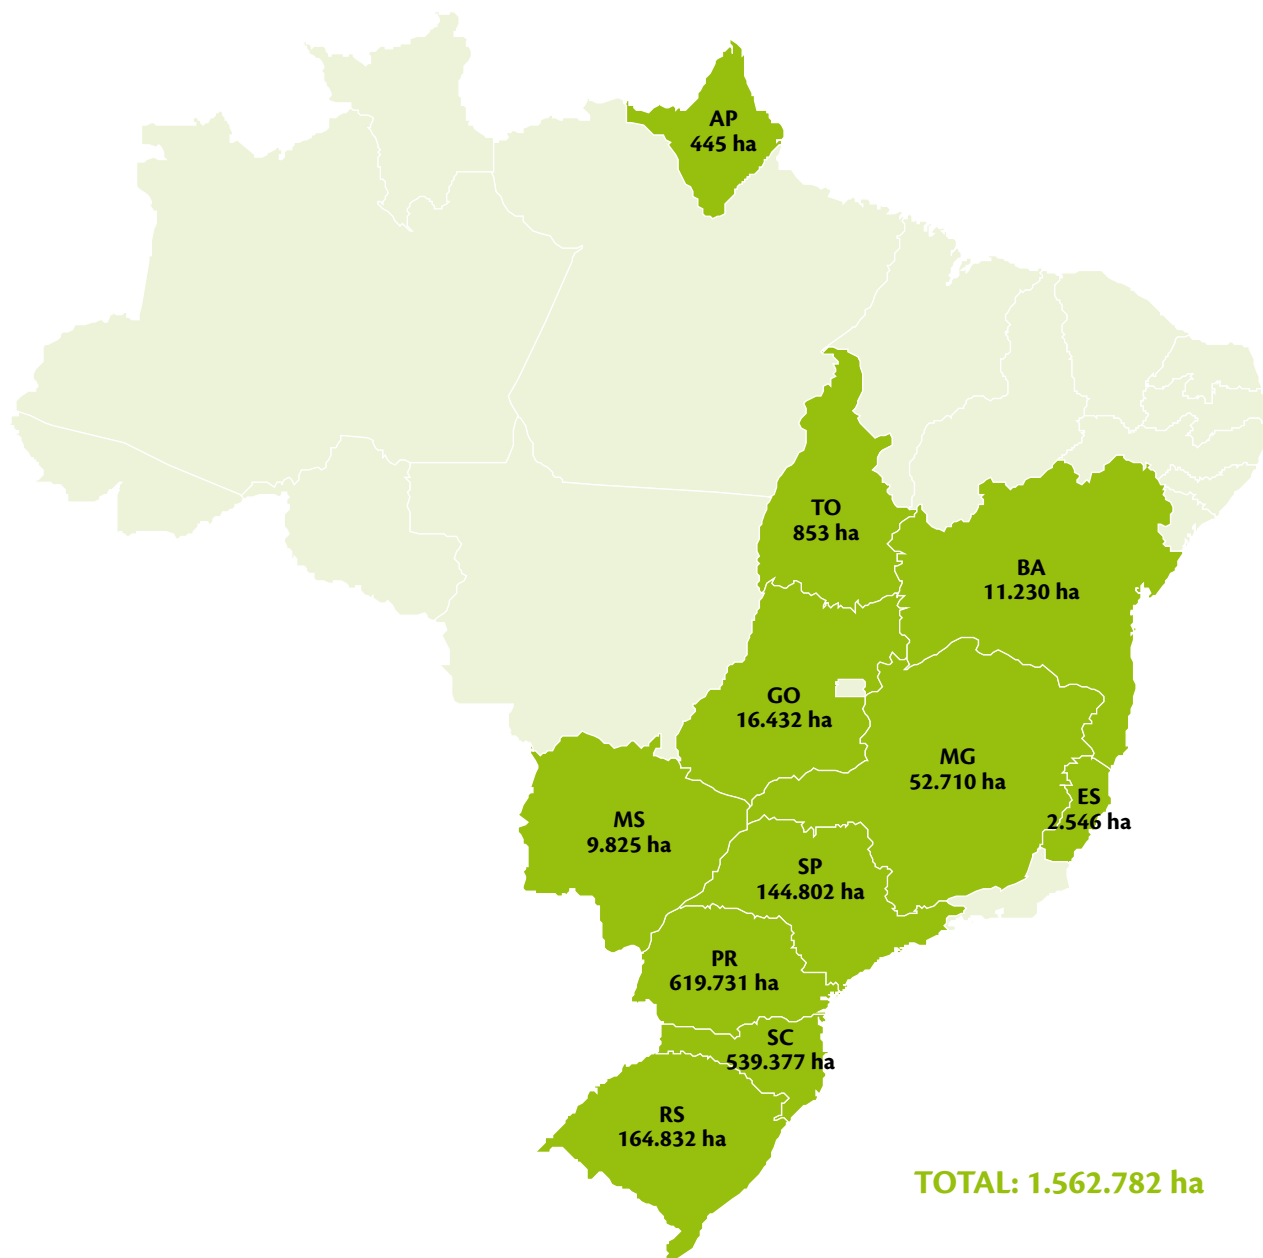 AP
445 ha
TO
853 ha
BA
11.230 ha
GO
16.432 ha
MG
52.710 ha
ES
2.546 ha
MS
9.825 ha
SP
144.802 ha
PR
619.731 ha
SC
539.377 ha
RS
164.832 ha
TOTAL: 1.562.782 ha